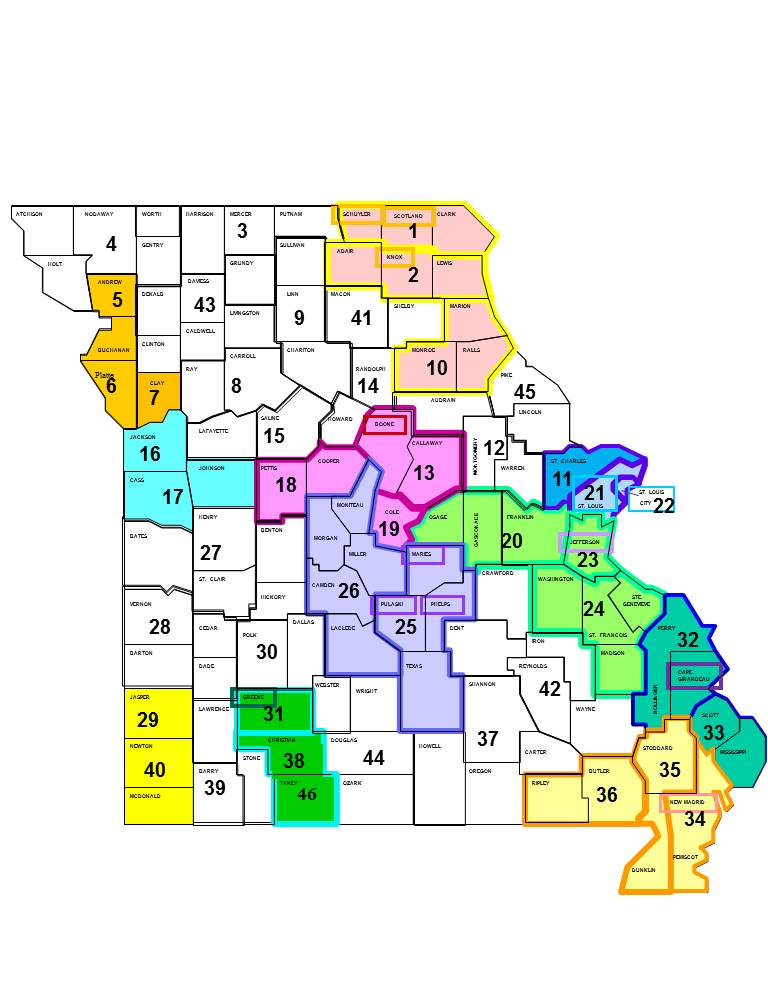 ATCHISON
NODAWAY
WORTH
HARRISON
MERCER
PUTNAM
SCHUYLER
SCOTLAND
CLARK
3
1
4
GENTRY
SULLIVAN
ADAIR
KNOX
HOLT
GRUNDY
LEWIS
2
ANDREW
DAVIESS
5
DEKALB
LINN
MACON
43
LIVINGSTON
SHELBY
MARION
9
41
CALDWELL
CLINTON
BUCHANAN
CARROLL
CHARITON
MONROE
RALLS
RAY
RANDOLPH
10
Platte
6
CLAY
7
8
14
PIKE
45
AUDRAIN
LINCOLN
SALINE
HOWARD
BOONE
LAFAYETTE
JACKSON
15
CALLAWAY
MONTGOMERY
12
16
COOPER
ST. CHARLES
JOHNSON
PETTIS
WARREN
13
11
CASS
18
17
21
ST. LOUIS
CITY 22
MONITEAU
ST. LOUIS
COLE
OSAGE
GASCONADE
FRANKLIN
HENRY
19
BATES
BENTON
MORGAN
20
JEFFERSON
27
MILLER
MARIES
23
ST. CLAIR
CAMDEN
CRAWFORD
WASHINGTON
26
HICKORY
STE.
GENEVIEVE
VERNON
PULASKI
PHELPS
24
28
CEDAR
POLK
DALLAS
LACLEDE
25
DENT
PERRY
ST. FRANCOIS
IRON
32
BARTON
30
MADISON
DADE
TEXAS
REYNOLDS
CAPE
GIRARDEAU
WEBSTER
SHANNON
42
BOLLINGER
JASPER
GREENE
WRIGHT
LAWRENCE
31
WAYNE
SCOTT
29
33
NEWTON
CHRISTIAN
DOUGLAS
HOWELL
37
STODDARD
MISSISSIPPI
CARTER
STONE
38
44
40
BARRY
OREGON
BUTLER
35
TANEY
OZARK
RIPLEY
39
46
36
MCDONALD
NEW MADRID
34
PEMISCOT
DUNKLIN